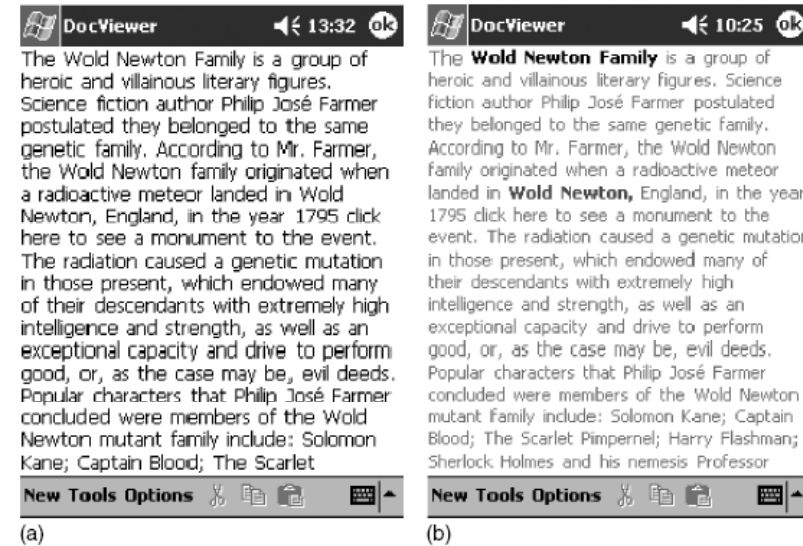 DocViewer 13:32 ok
The Wold Newton Family is a group of
heroic and villainous literary figures.
Science fiction author Philip José Farmer
postulated they belonged to the same
genetic family. According to Mr. Farmer,
the Wold Newton family originated when
a radioactive meteor landed in Wold
Newton, England, in the year 1795 click
here to see a monument to the event.
The radiation caused a genetic mutation
in those present, which endowed many
of their descendants with extremely high
intelligence and strength, as well as an
exceptional capacity and drive to perform
good, or, as the case may be, evil deeds.
Popular characters that Philip José Farmer
concluded were members of the Wold
Newton mutant family include: Solomon
Kane; Captain Blood; The Scarlet
New Tools Options
(a)
DocViewer 10:25 ok
The Wold Newton Family is a group of
heroic and villainous literary figures. Science
fiction author Philip José Farmer postulated
they belonged to the same genetic family.
According to Mr. Farmer, the Wold Newton
family originated when a radioactive meteor
landed in Wold Newton, England, in the year
1795 click here to see a monument to the
event. The radiation caused a genetic mutation
in those present, which endowed many of
their descendants with extremely high
intelligence and strength, as well as an
exceptional capacity and drive to perform
good, or, as the case may be, evil deeds.
Popular characters that Philip José Farmer
concluded were members of the Wold Newton
mutant family include: Solomon Kane; Captain
Blood; The Scarlet Pimpernel; Harry Flashman;
Sherlock Holmes and his nemesis Professor
New Tools Options
(b)